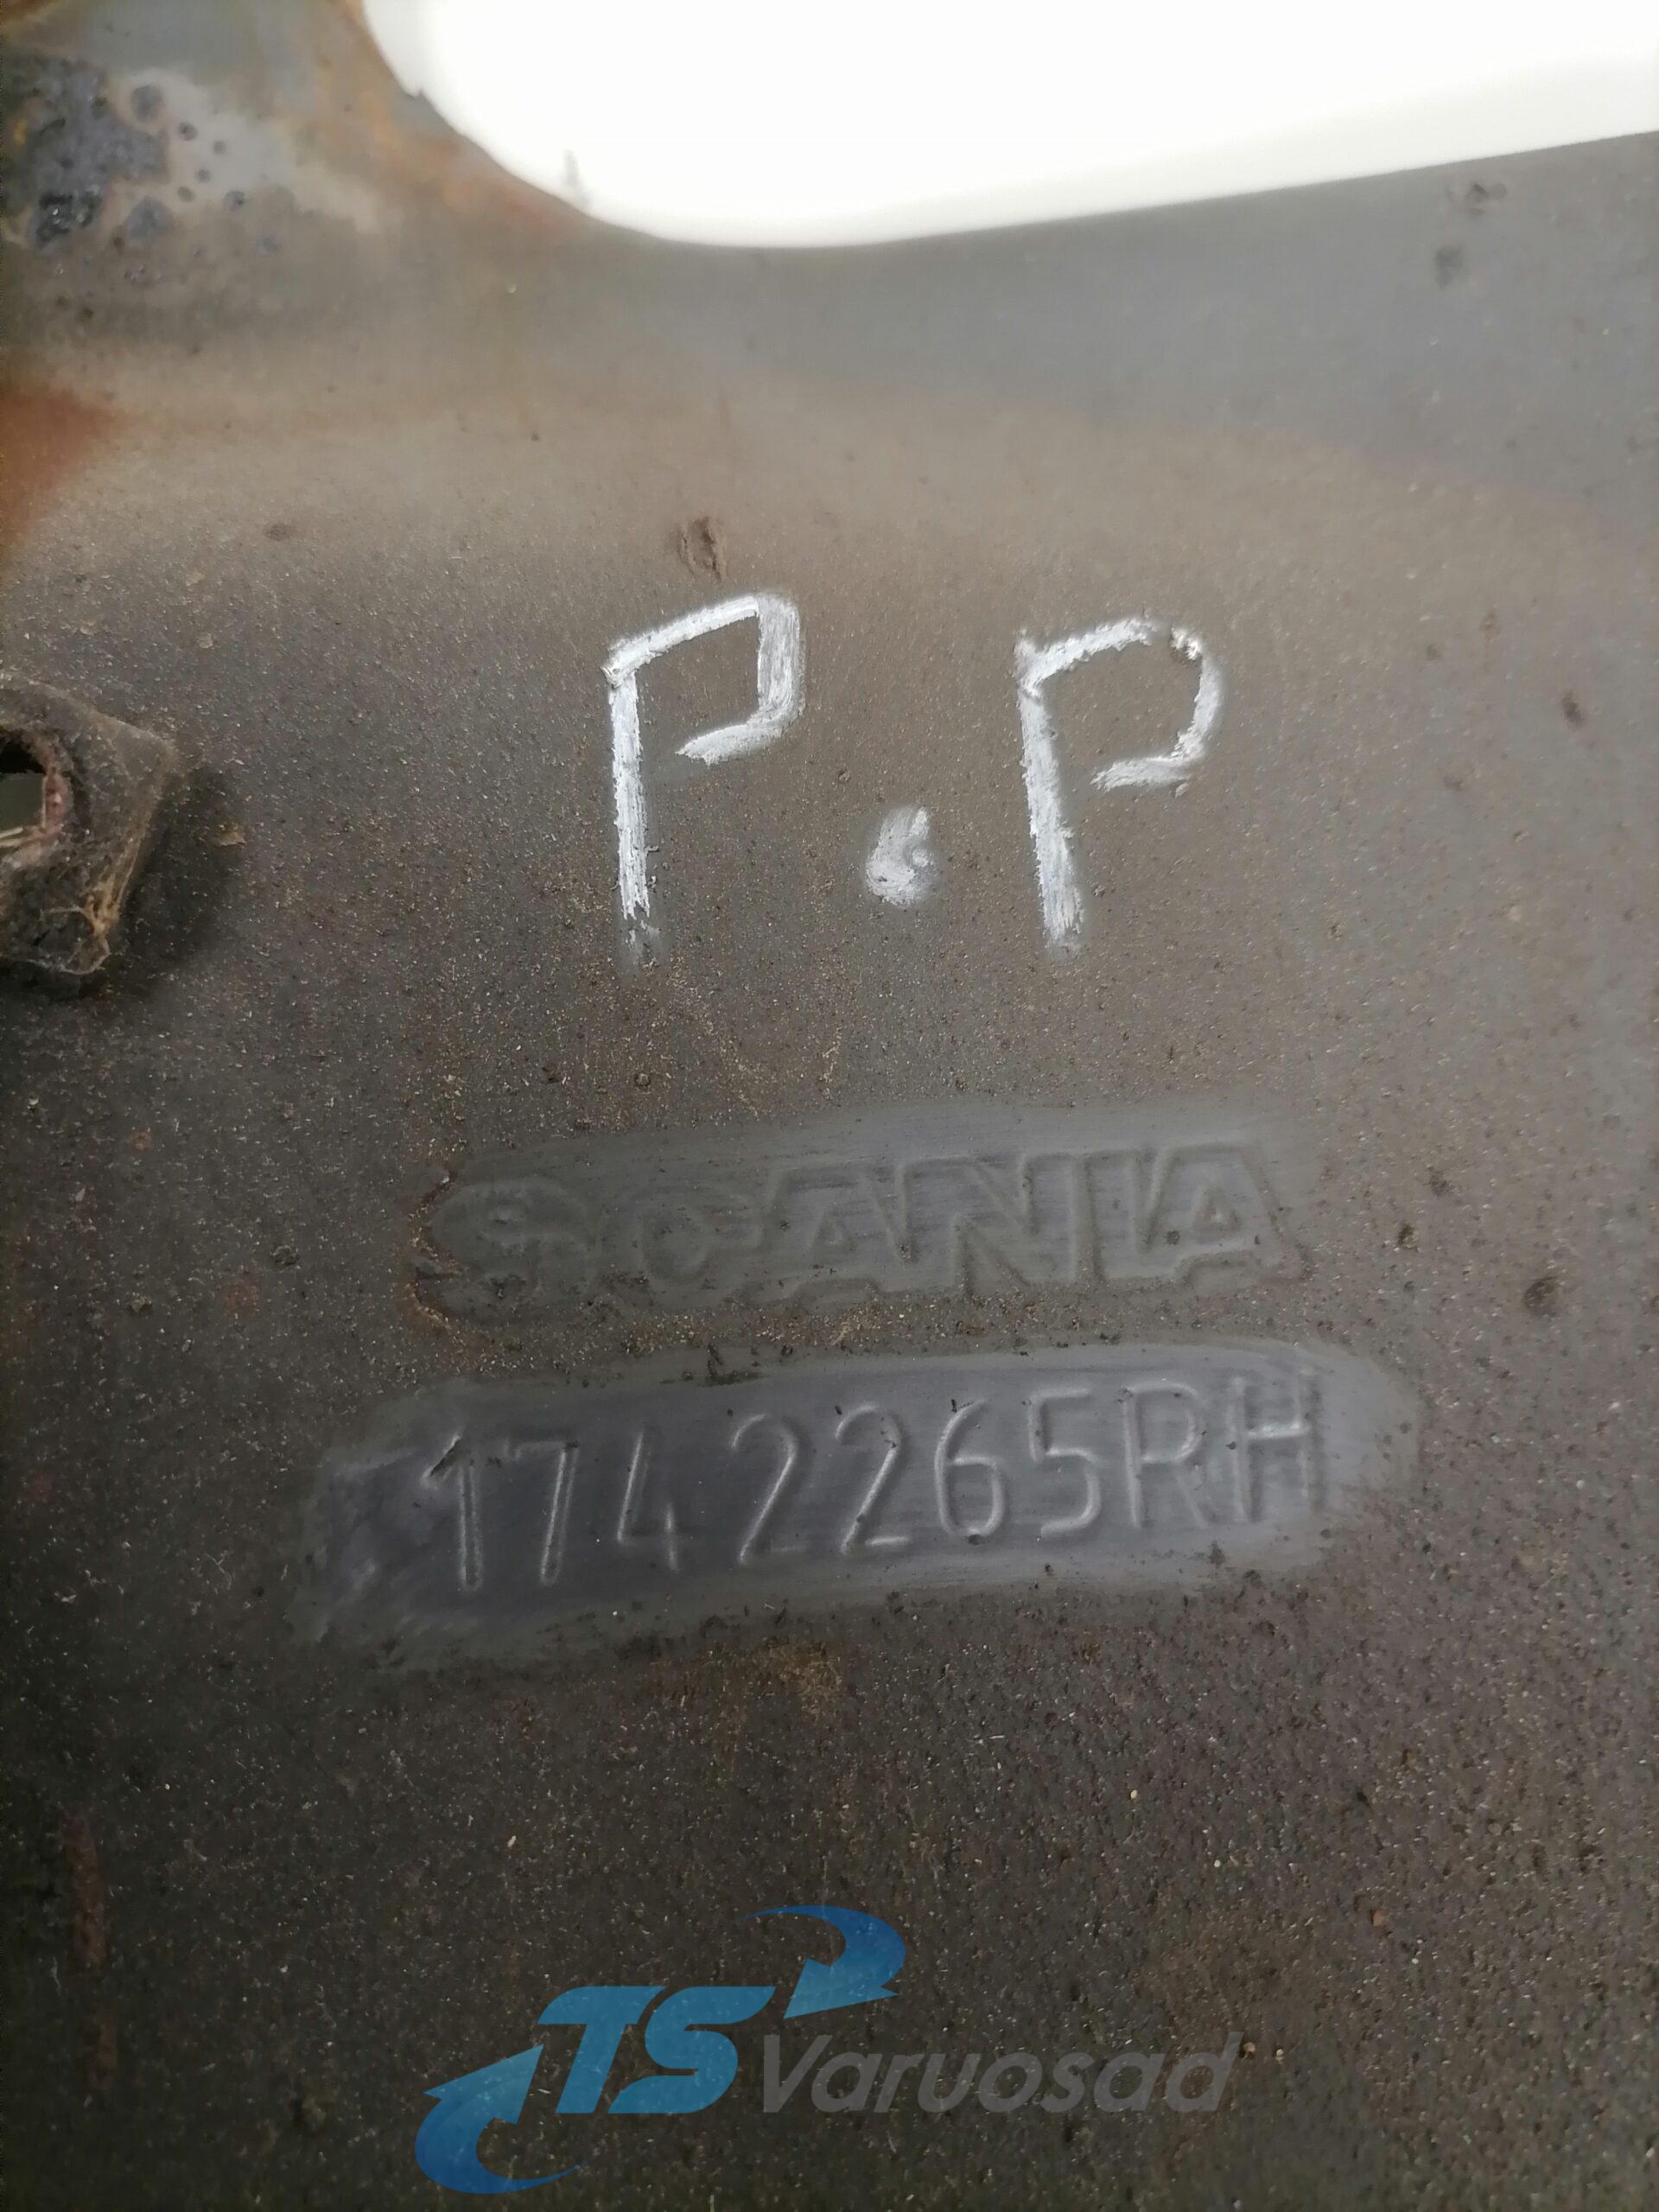 P.P
SCANIA
1742265RH
TS Varuosad